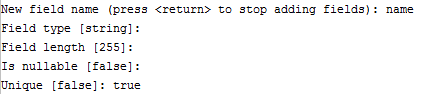 New field name (press <return> to stop adding fields): name
Field type [string]:
Field length [255]:
Is nullable [false]:
Unique [false]: true